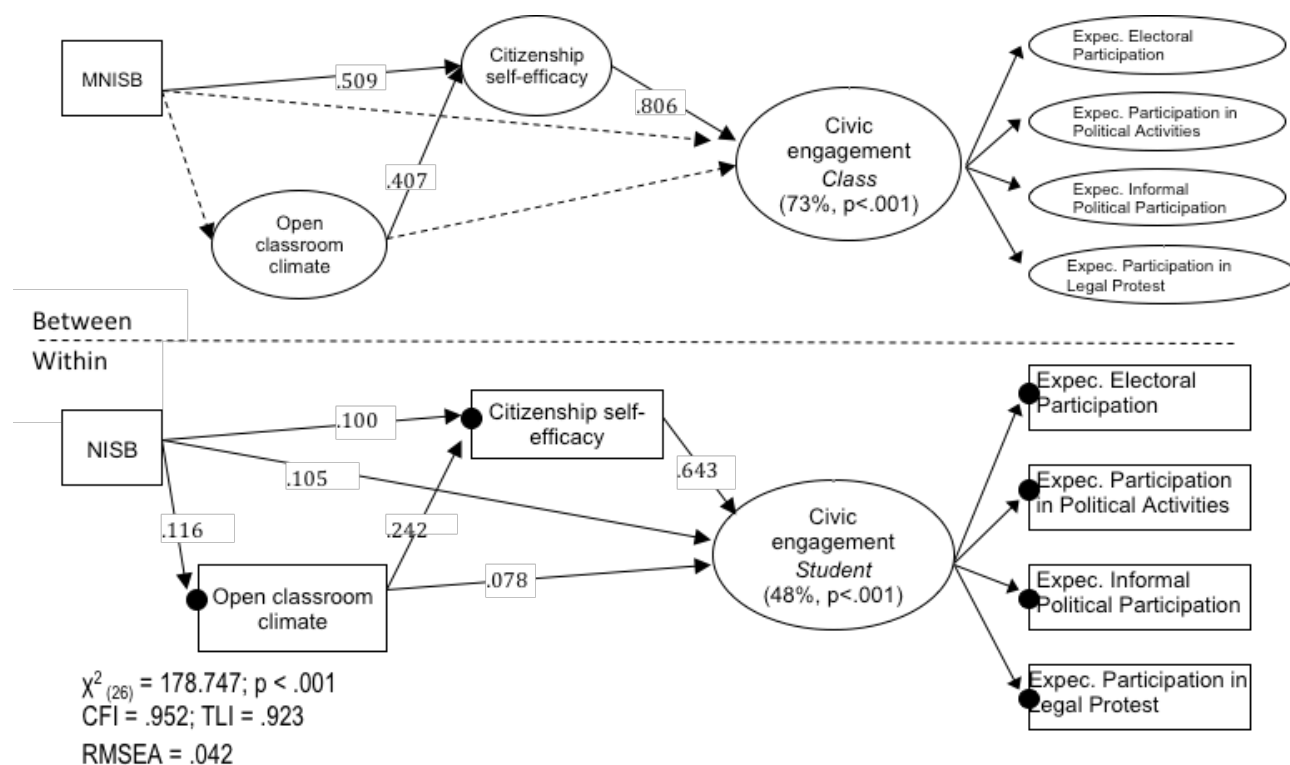 MNISB
.509
Citizenship
self-efficacy
.806
.407
Open
classroom
climate
Civic
engagement
Class
(73%, p<.001)
Expec. Electoral
Participation
Expec. Participation in
Political Activities
Expec. Informal
Political Participation
Expec. Participation in
Legal Protest
Between
Within
NISB
.100
Citizenship self-
efficacy
.105
.643
.116
.242
Open classroom
climate
.078
Civic
engagement
Student
(48%, p<.001)
Expec. Electoral
Participation
Expec. Participation
in Political Activities
Expec. Informal
Political Participation
Expec. Participation in
Legal Protest
χ² (26) = 178.747; p < .001
CFI = .952; TLI = .923
RMSEA = .042